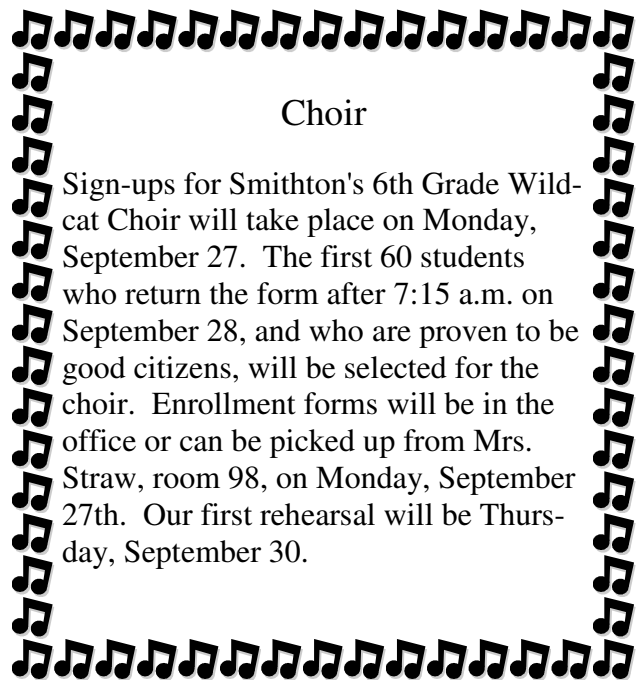 Choir
Sign-ups for Smithton's 6th Grade Wild-
cat Choir will take place on Monday,
September 27.  The first 60 students
who return the form after 7:15 a.m. on
September 28, and who are proven to be
good citizens, will be selected for the
choir.  Enrollment forms will be in the
office or can be picked up from Mrs.
Straw, room 98, on Monday, September
27th.  Our first rehearsal will be Thurs-
day, September 30.